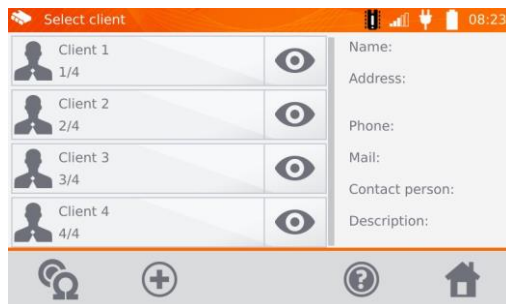 Select client
08:23
Client 1
1/4
Client 2
2/4
Client 3
3/4
Client 4
4/4
Name:
Address:
Phone:
Mail:
Contact person:
Description: